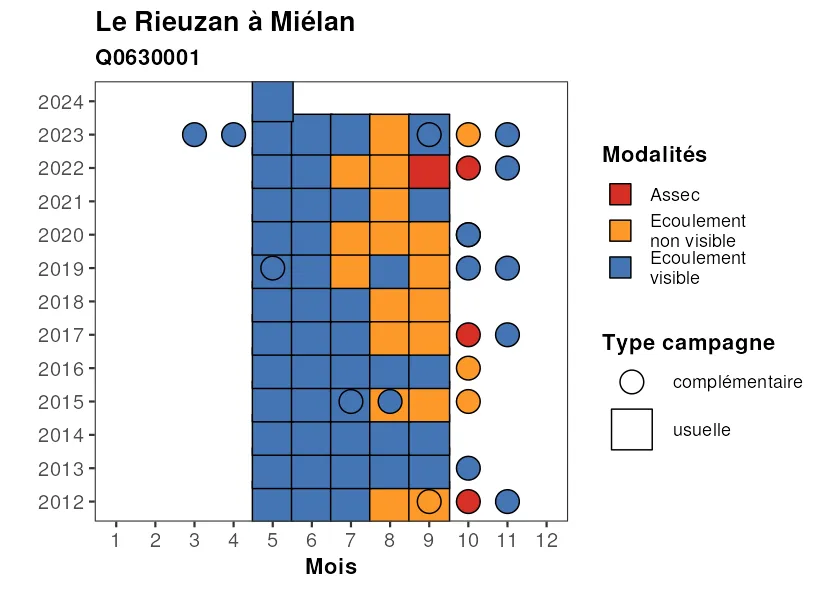 Le Rieuzan à Miélan
Q0630001
2024
2023
2022
2021
2020
2019
2018
2017
2016
2015
2014
2013
2012
1 2 3 4 5 6 7 8 9 10 11 12
Mois
Modalités
Assec
Ecoulement
non visible
Ecoulement
visible
Type campagne
complémentaire
usuelle